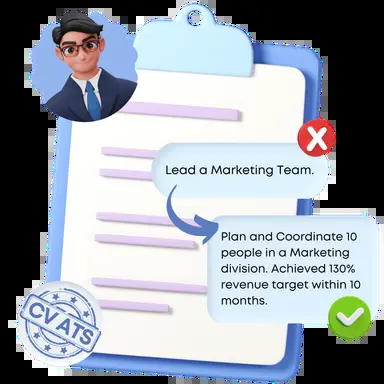 Lead a Marketing Team.
Plan and Coordinate 10
people in a Marketing
division. Achieved 130%
revenue target within 10
months.
CV ATS